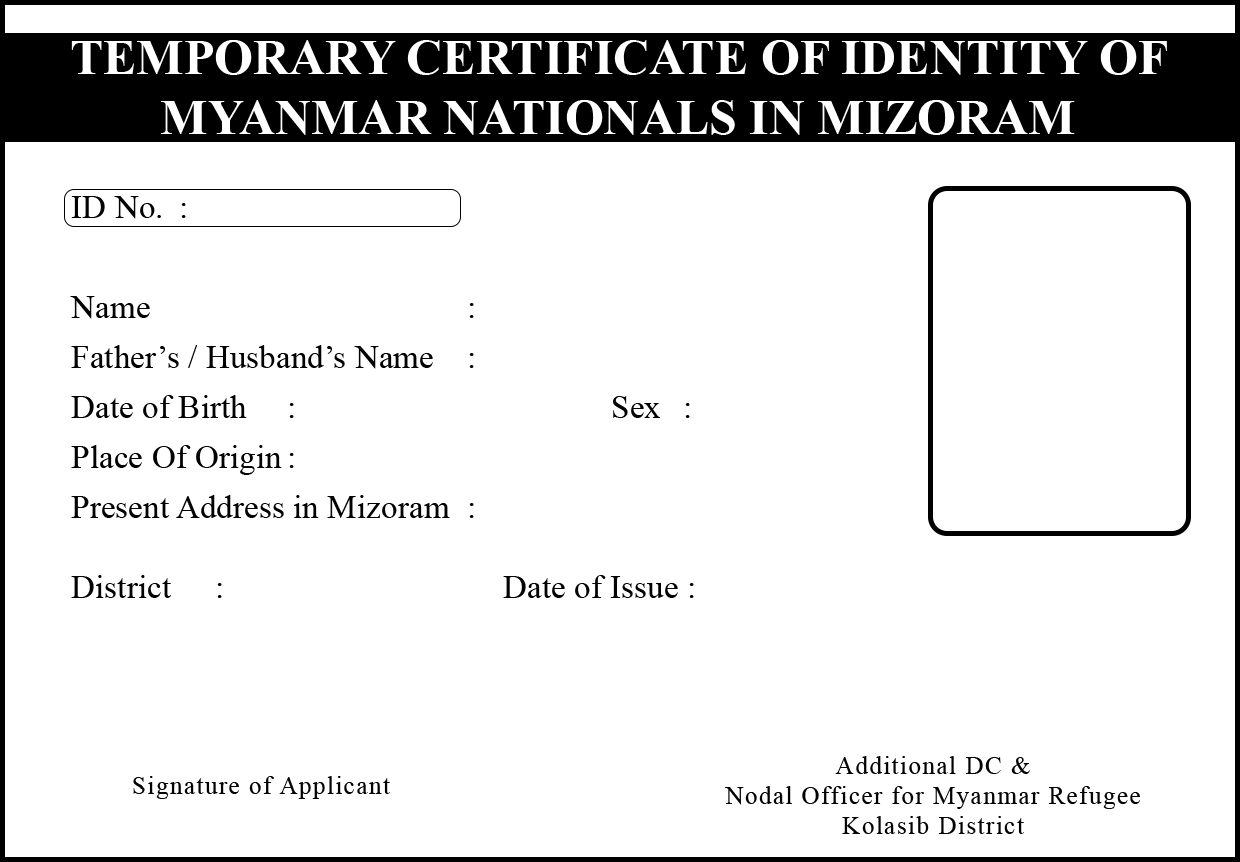 TEMPORARY CERTIFICATE OF IDENTITY OF
MYANMAR NATIONALS IN MIZORAM
ID No. :
Name :
Father’s / Husband’s Name :
Date of Birth : Sex :
Place Of Origin :
Present Address in Mizoram :
District : Date of Issue :
Signature of Applicant
Additional DC &
Nodal Officer for Myanmar Refugee
Kolasib District